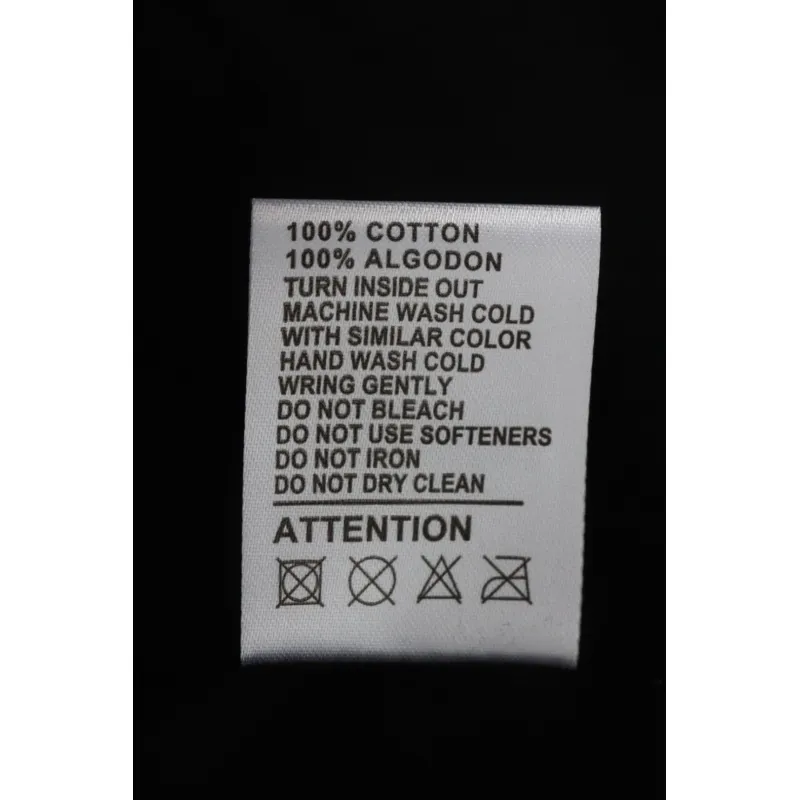 100% COTTON
100% ALGODON
TURN INSIDE OUT
MACHINE WASH COLD
WITH SIMILAR COLOR
HAND WASH COLD
WRING GENTLY
DO NOT BLEACH
DO NOT USE SOFTENERS
DO NOT IRON
DO NOT DRY CLEAN
ATTENTION